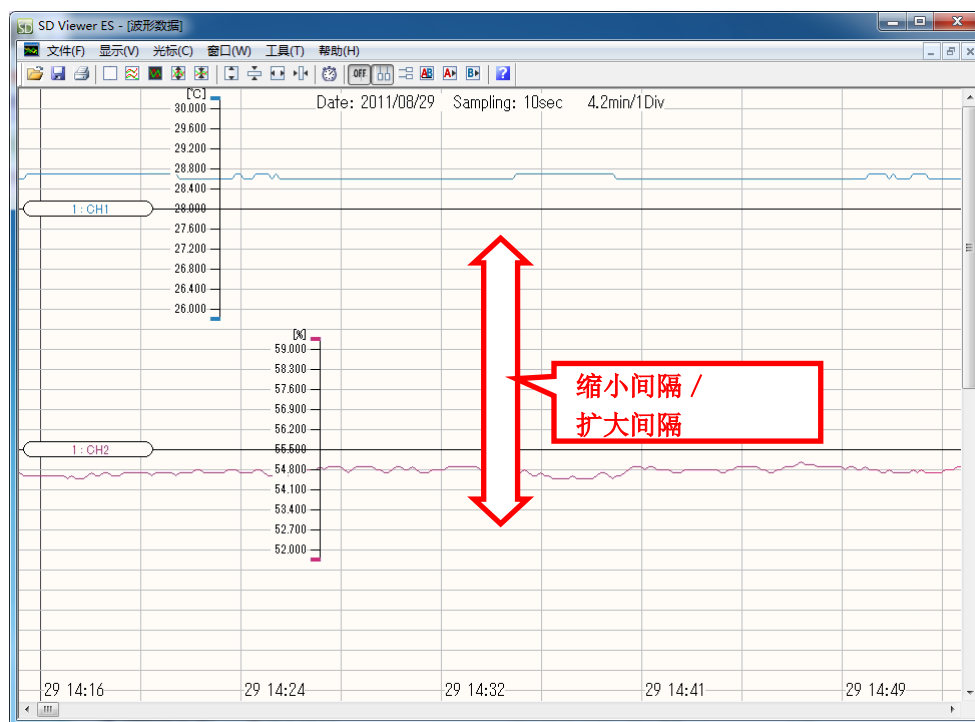 SD Viewer ES - [波形数据]
文件(F) 显示(V) 光标(C) 窗口(W) 工具(T) 帮助(H)
OFF AB A B ?
[°C] Date: 2011/08/29 Sampling: 10sec 4.2min/1Div
30.000
29.600
29.200
28.800
28.400
1 : CH1 28.000
27.600
27.200
26.800
26.400
26.000
[%]
59.000
58.300
57.600
56.900
56.200
1 : CH2 55.500
54.800
54.100
53.400
52.700
52.000
缩小间隔 /
扩大间隔
29 14:16 29 14:24 29 14:32 29 14:41 29 14:49